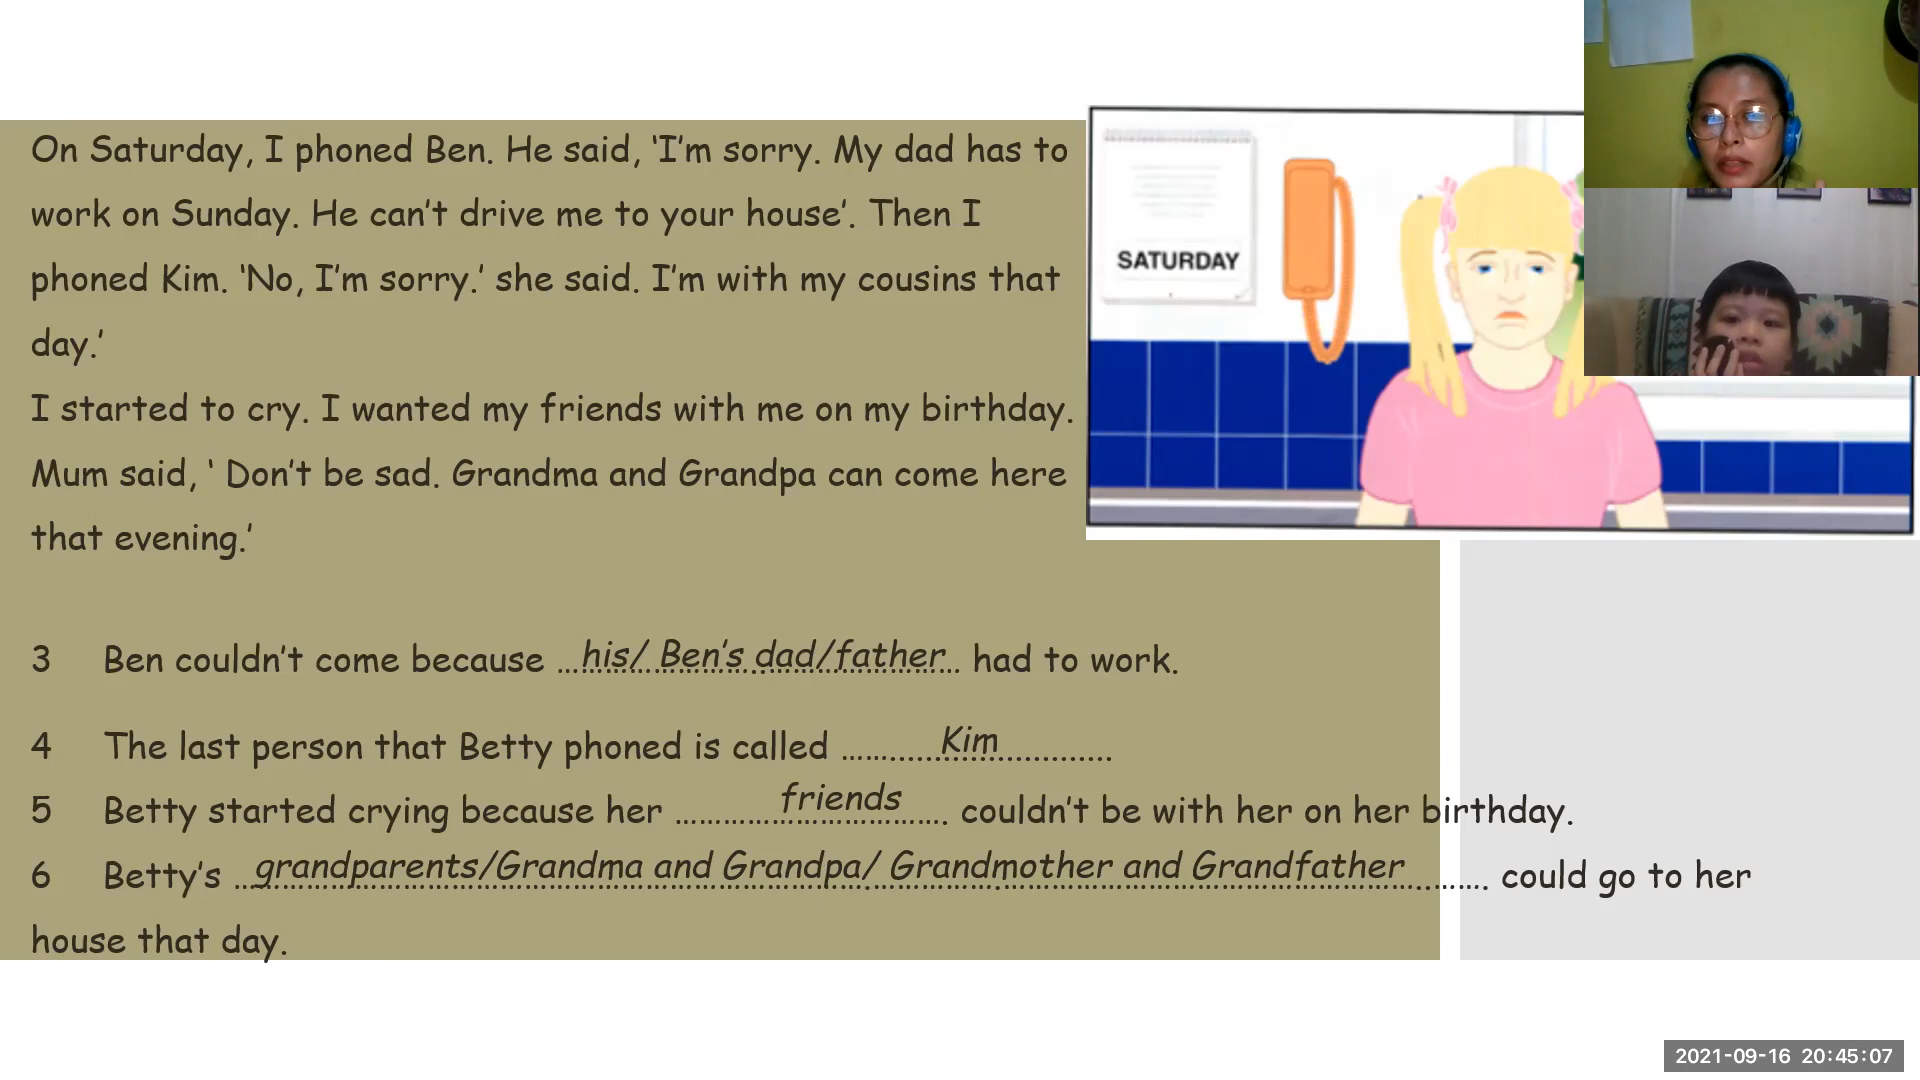 On Saturday, I phoned Ben. He said, ‘I’m sorry. My dad has to
work on Sunday. He can’t drive me to your house’. Then I
phoned Kim. ‘No, I’m sorry.’ she said. I’m with my cousins that
day.’
I started to cry. I wanted my friends with me on my birthday.
Mum said, ‘ Don’t be sad. Grandma and Grandpa can come here
that evening.’
SATURDAY
3 Ben couldn’t come because …his/ Ben’s dad/father… had to work.
4 The last person that Betty phoned is called ……...Kim...............
5 Betty started crying because her ………friends………. couldn’t be with her on her birthday.
6 Betty’s …grandparents/Grandma and Grandpa/ Grandmother and Grandfather……. could go to her
house that day.
2021-09-16 20:45:07